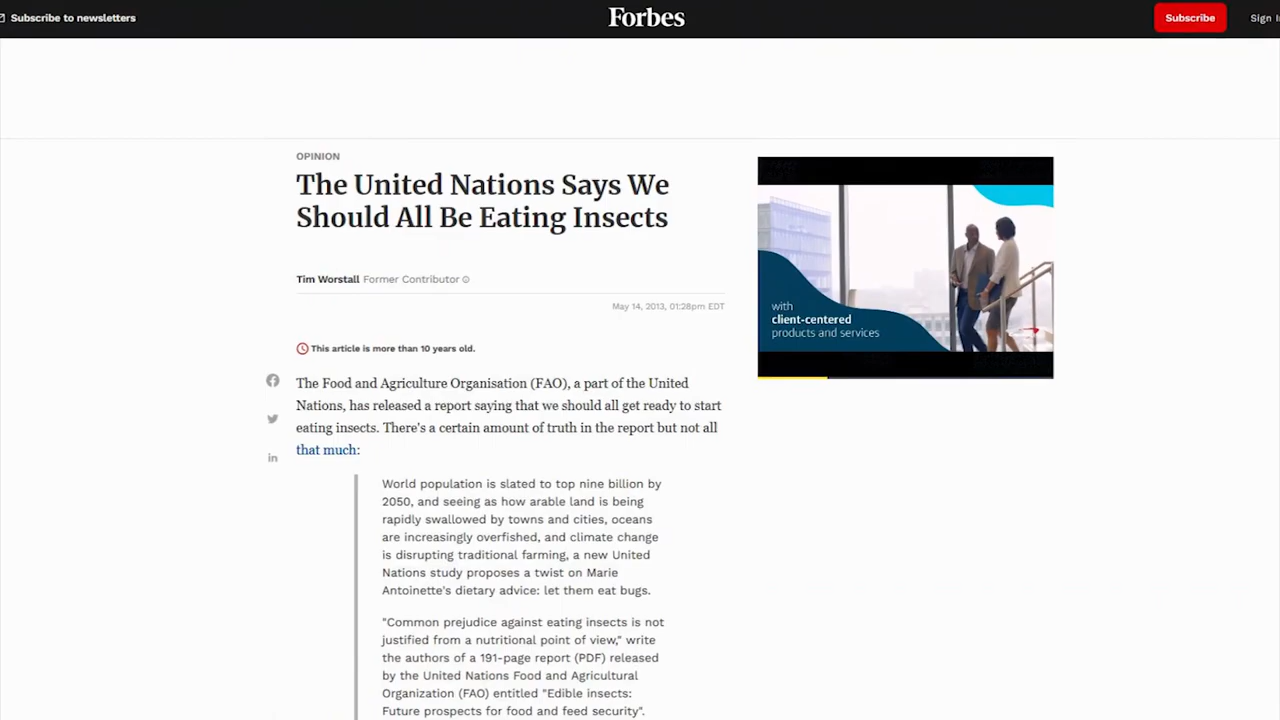 Subscribe to newsletters
Forbes
Subscribe
Sign
OPINION
The United Nations Says We
Should All Be Eating Insects
Tim Worstall Former Contributor
May 14, 2013, 01:28pm EDT
This article is more than 10 years old.
The Food and Agriculture Organisation (FAO), a part of the United
Nations, has released a report saying that we should all get ready to start
eating insects. There's a certain amount of truth in the report but not all
that much:
World population is slated to top nine billion by
2050, and seeing as how arable land is being
rapidly swallowed by towns and cities, oceans
are increasingly overfished, and climate change
is disrupting traditional farming, a new United
Nations study proposes a twist on Marie
Antoinette's dietary advice: let them eat bugs.
"Common prejudice against eating insects is not
justified from a nutritional point of view," write
the authors of a 191-page report (PDF) released
by the United Nations Food and Agricultural
Organization (FAO) entitled "Edible insects:
Future prospects for food and feed security".
with
client-centered
products and services